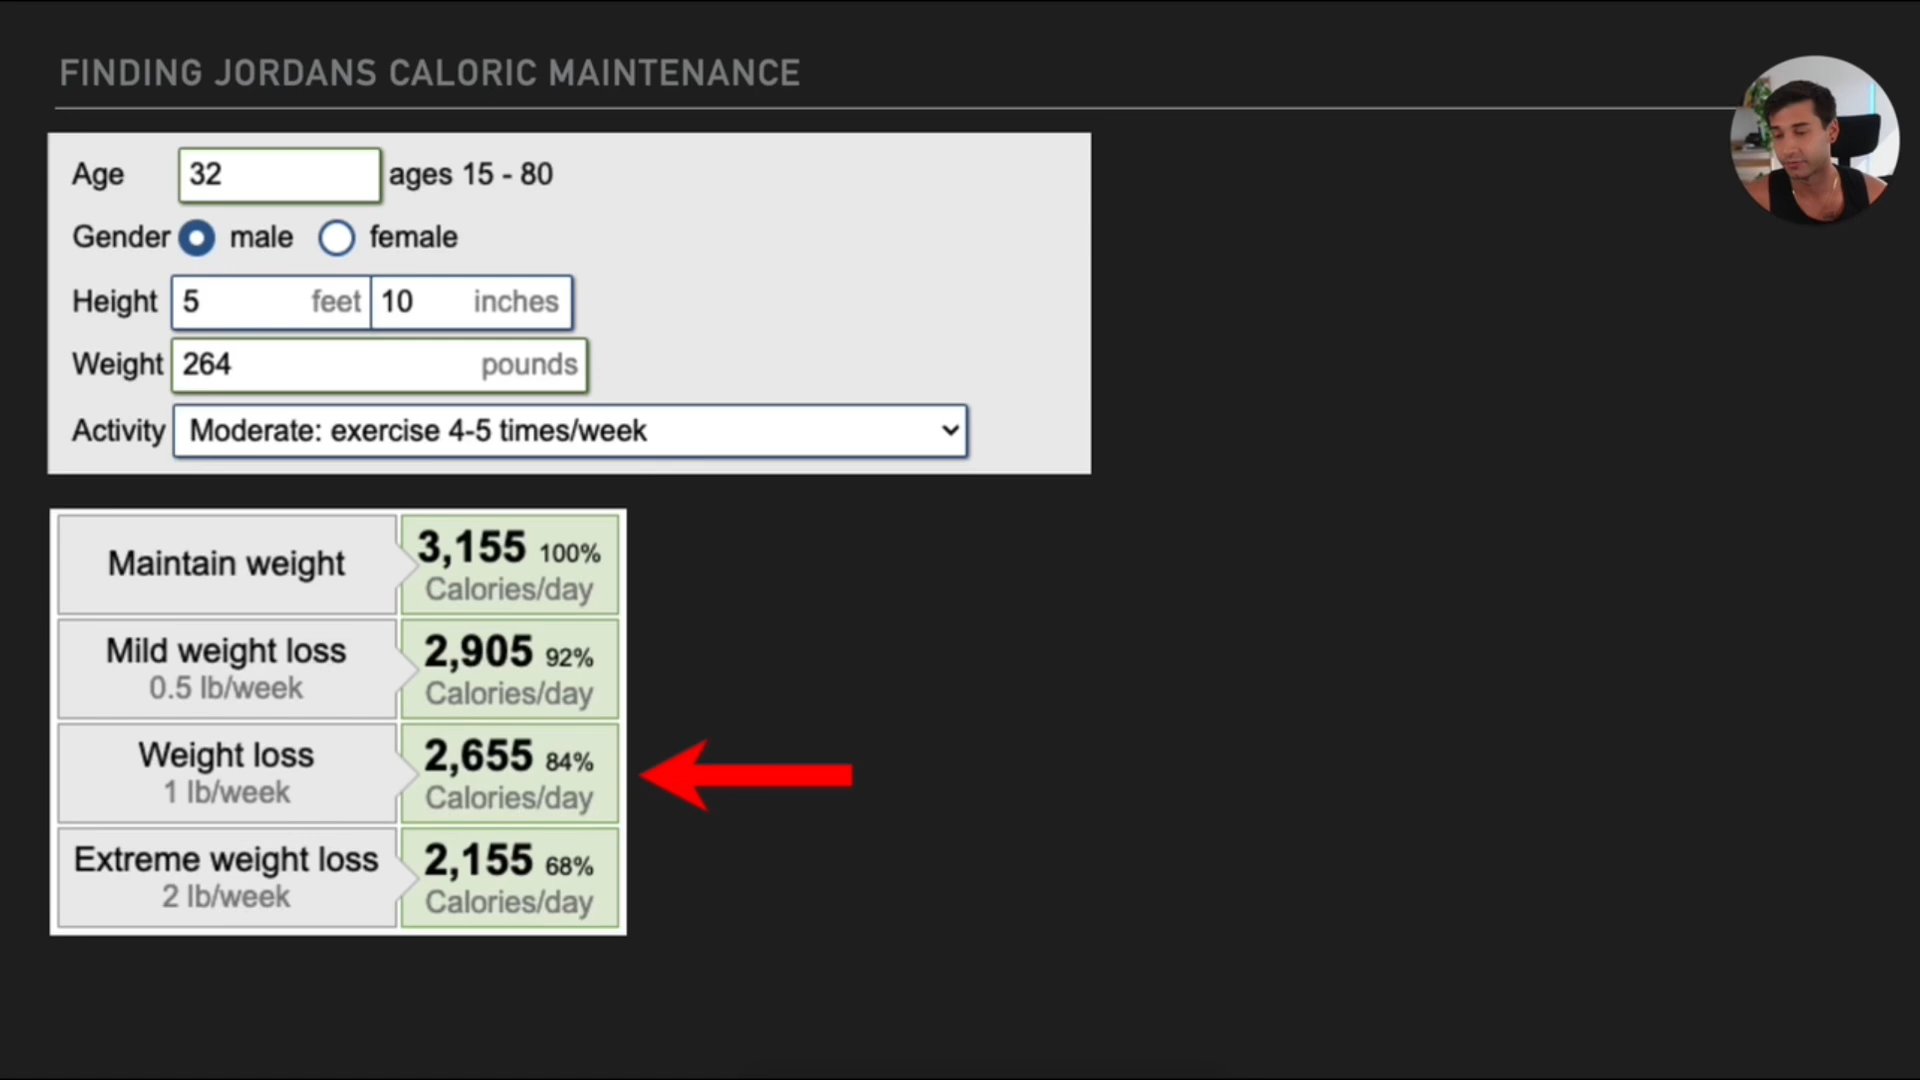 FINDING JORDANS CALORIC MAINTENANCE
Age 32 ages 15 - 80
Gender male female
Height 5 feet 10 inches
Weight 264 pounds
Activity Moderate: exercise 4-5 times/week
Maintain weight 3,155 100%
Calories/day
Mild weight loss 2,905 92%
0.5 lb/week Calories/day
Weight loss 2,655 84%
1 lb/week Calories/day
Extreme weight loss 2,155 68%
2 lb/week Calories/day